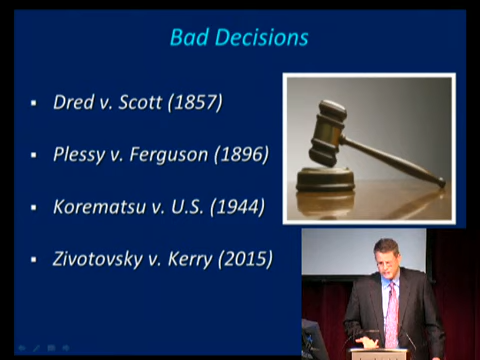 Bad Decisions
Dred v. Scott (1857)
Plessy v. Ferguson (1896)
Korematsu v. U.S. (1944)
Zivotovsky v. Kerry (2015)